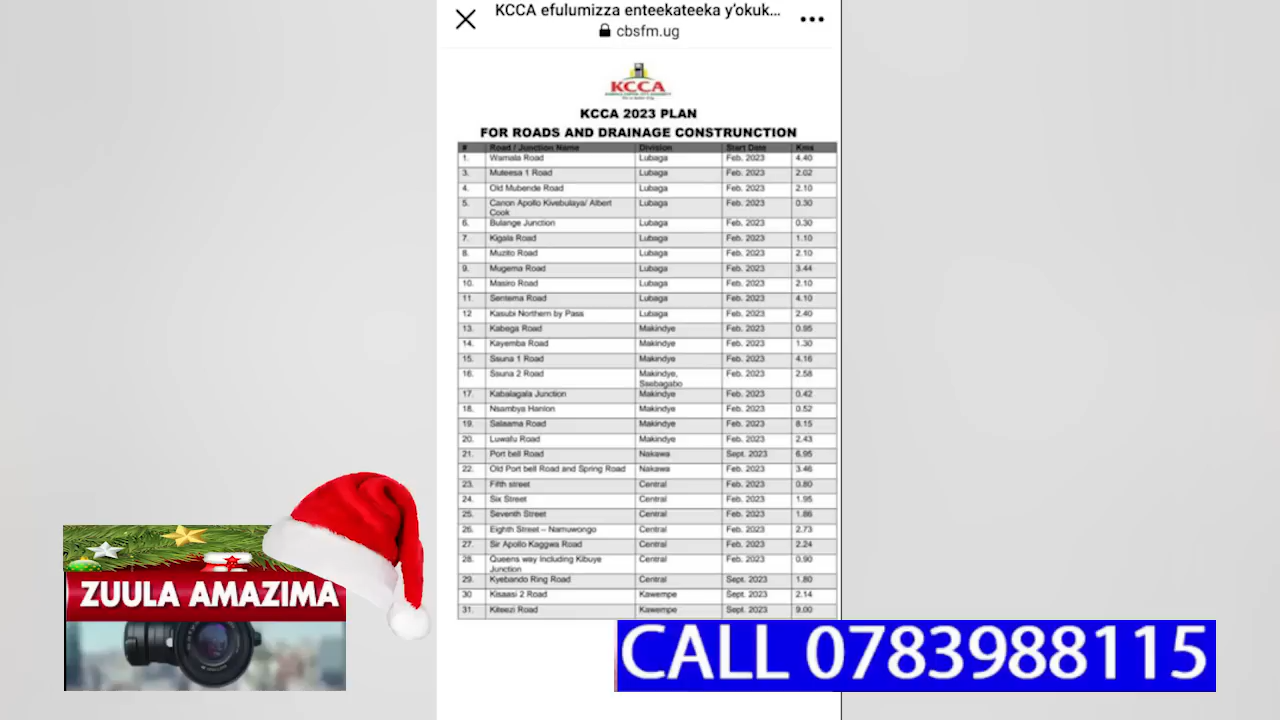 KCCA efulumizza enteekateeka y'okuk...
cbsfm.ug
KCCA
KCCA 2023 PLAN
FOR ROADS AND DRAINAGE CONSTRUNCTION
# Road / Junction Name Division Start Date Kms
1. Wamala Road Lubaga Feb. 2023 4.40
3. Muteesa 1 Road Lubaga Feb. 2023 2.02
4. Old Mubende Road Lubaga Feb. 2023 2.10
5. Canon Apollo Kivebulaya/ Albert Lubaga Feb. 2023 0.30
Cook
6. Bulange Junction Lubaga Feb. 2023 0.30
7. Kigala Road Lubaga Feb. 2023 1.10
8. Muzito Road Lubaga Feb. 2023 2.10
9. Mugema Road Lubaga Feb. 2023 3.44
10. Masiro Road Lubaga Feb. 2023 2.10
11. Sentema Road Lubaga Feb. 2023 4.10
12 Kasubi Northern by Pass Lubaga Feb. 2023 2.40
13. Kabega Road Makindye Feb. 2023 0.95
14. Kayemba Road Makindye Feb. 2023 1.30
15. Ssuna 1 Road Makindye Feb. 2023 4.16
16. Ssuna 2 Road Makindye, Feb. 2023 2.58
Ssebagabo
17. Kabalagala Junction Makindye Feb. 2023 0.42
18. Nsambya Hanlon Makindye Feb. 2023 0.52
19. Salaama Road Makindye Feb. 2023 8.15
20. Luwafu Road Makindye Feb. 2023 2.43
21. Port bell Road Nakawa Sept. 2023 6.95
22. Old Port bell Road and Spring Road Nakawa Feb. 2023 3.46
23. Fifth street Central Feb. 2023 0.80
24. Six Street Central Feb. 2023 1.95
25. Seventh Street Central Feb. 2023 1.86
26. Eighth Street – Namuwongo Central Feb. 2023 2.73
27. Sir Apollo Kaggwa Road Central Feb. 2023 2.24
28. Queens way Including Kibuye Central Feb. 2023 0.90
Junction
29. Kyebando Ring Road Central Sept. 2023 1.80
30 Kisaasi 2 Road Kawempe Sept. 2023 2.14
31. Kiteezi Road Kawempe Sept. 2023 9.00
ZUULA AMAZIMA
CALL 0783988115